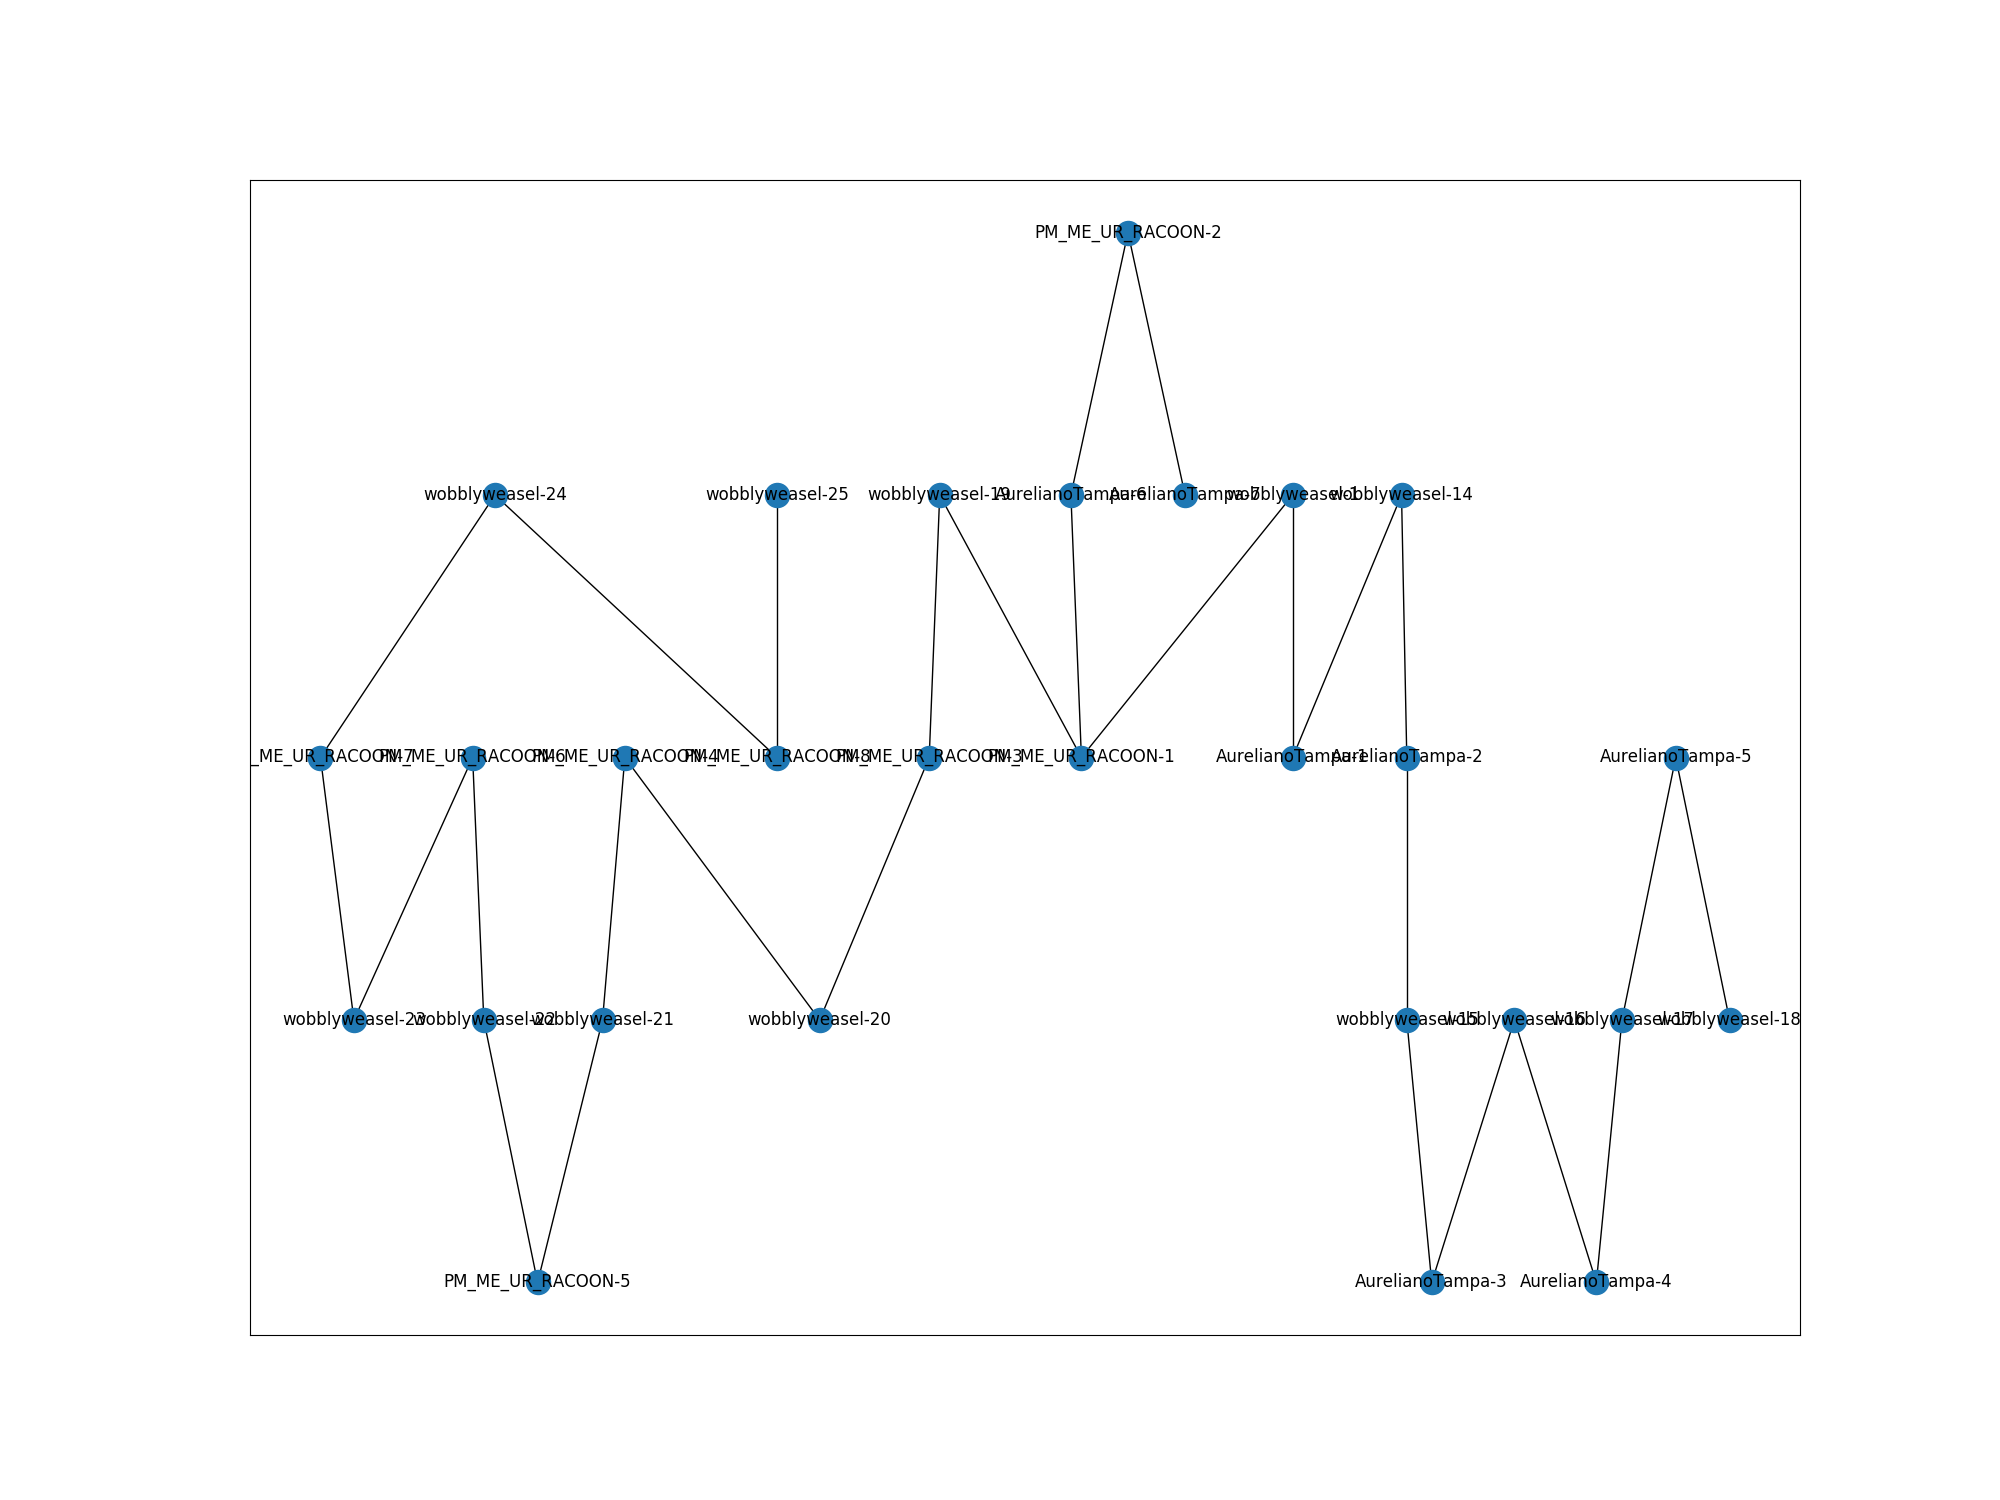 PM_ME_UR_RACOON-2
wobblyweasel-24
wobblyweasel-25
wobblyweasel-19
AurelianoTampa-6
AurelianoTampa-7
wobblyweasel-1
wobblyweasel-14
_ME_UR_RACOON-7
PM_ME_UR_RACOON-6
PM_ME_UR_RACOON-4
PM_ME_UR_RACOON-8
PM_ME_UR_RACOON-3
PM_ME_UR_RACOON-1
AurelianoTampa-1
AurelianoTampa-2
AurelianoTampa-5
wobblyweasel-23
wobblyweasel-22
wobblyweasel-21
wobblyweasel-20
wobblyweasel-15
wobblyweasel-16
wobblyweasel-17
wobblyweasel-18
PM_ME_UR_RACOON-5
AurelianoTampa-3
AurelianoTampa-4